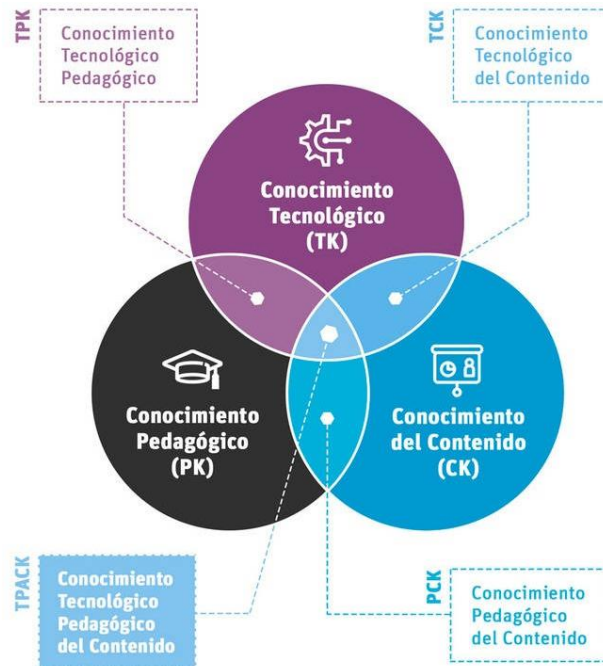 TPK
Conocimiento
Tecnológico
Pedagógico
TCK
Conocimiento
Tecnológico
del Contenido
Conocimiento
Tecnológico
(TK)
Conocimiento
Pedagógico
(PK)
Conocimiento
del Contenido
(CK)
TPACK
Conocimiento
Tecnológico
Pedagógico
del Contenido
PCK
Conocimiento
Pedagógico
del Contenido